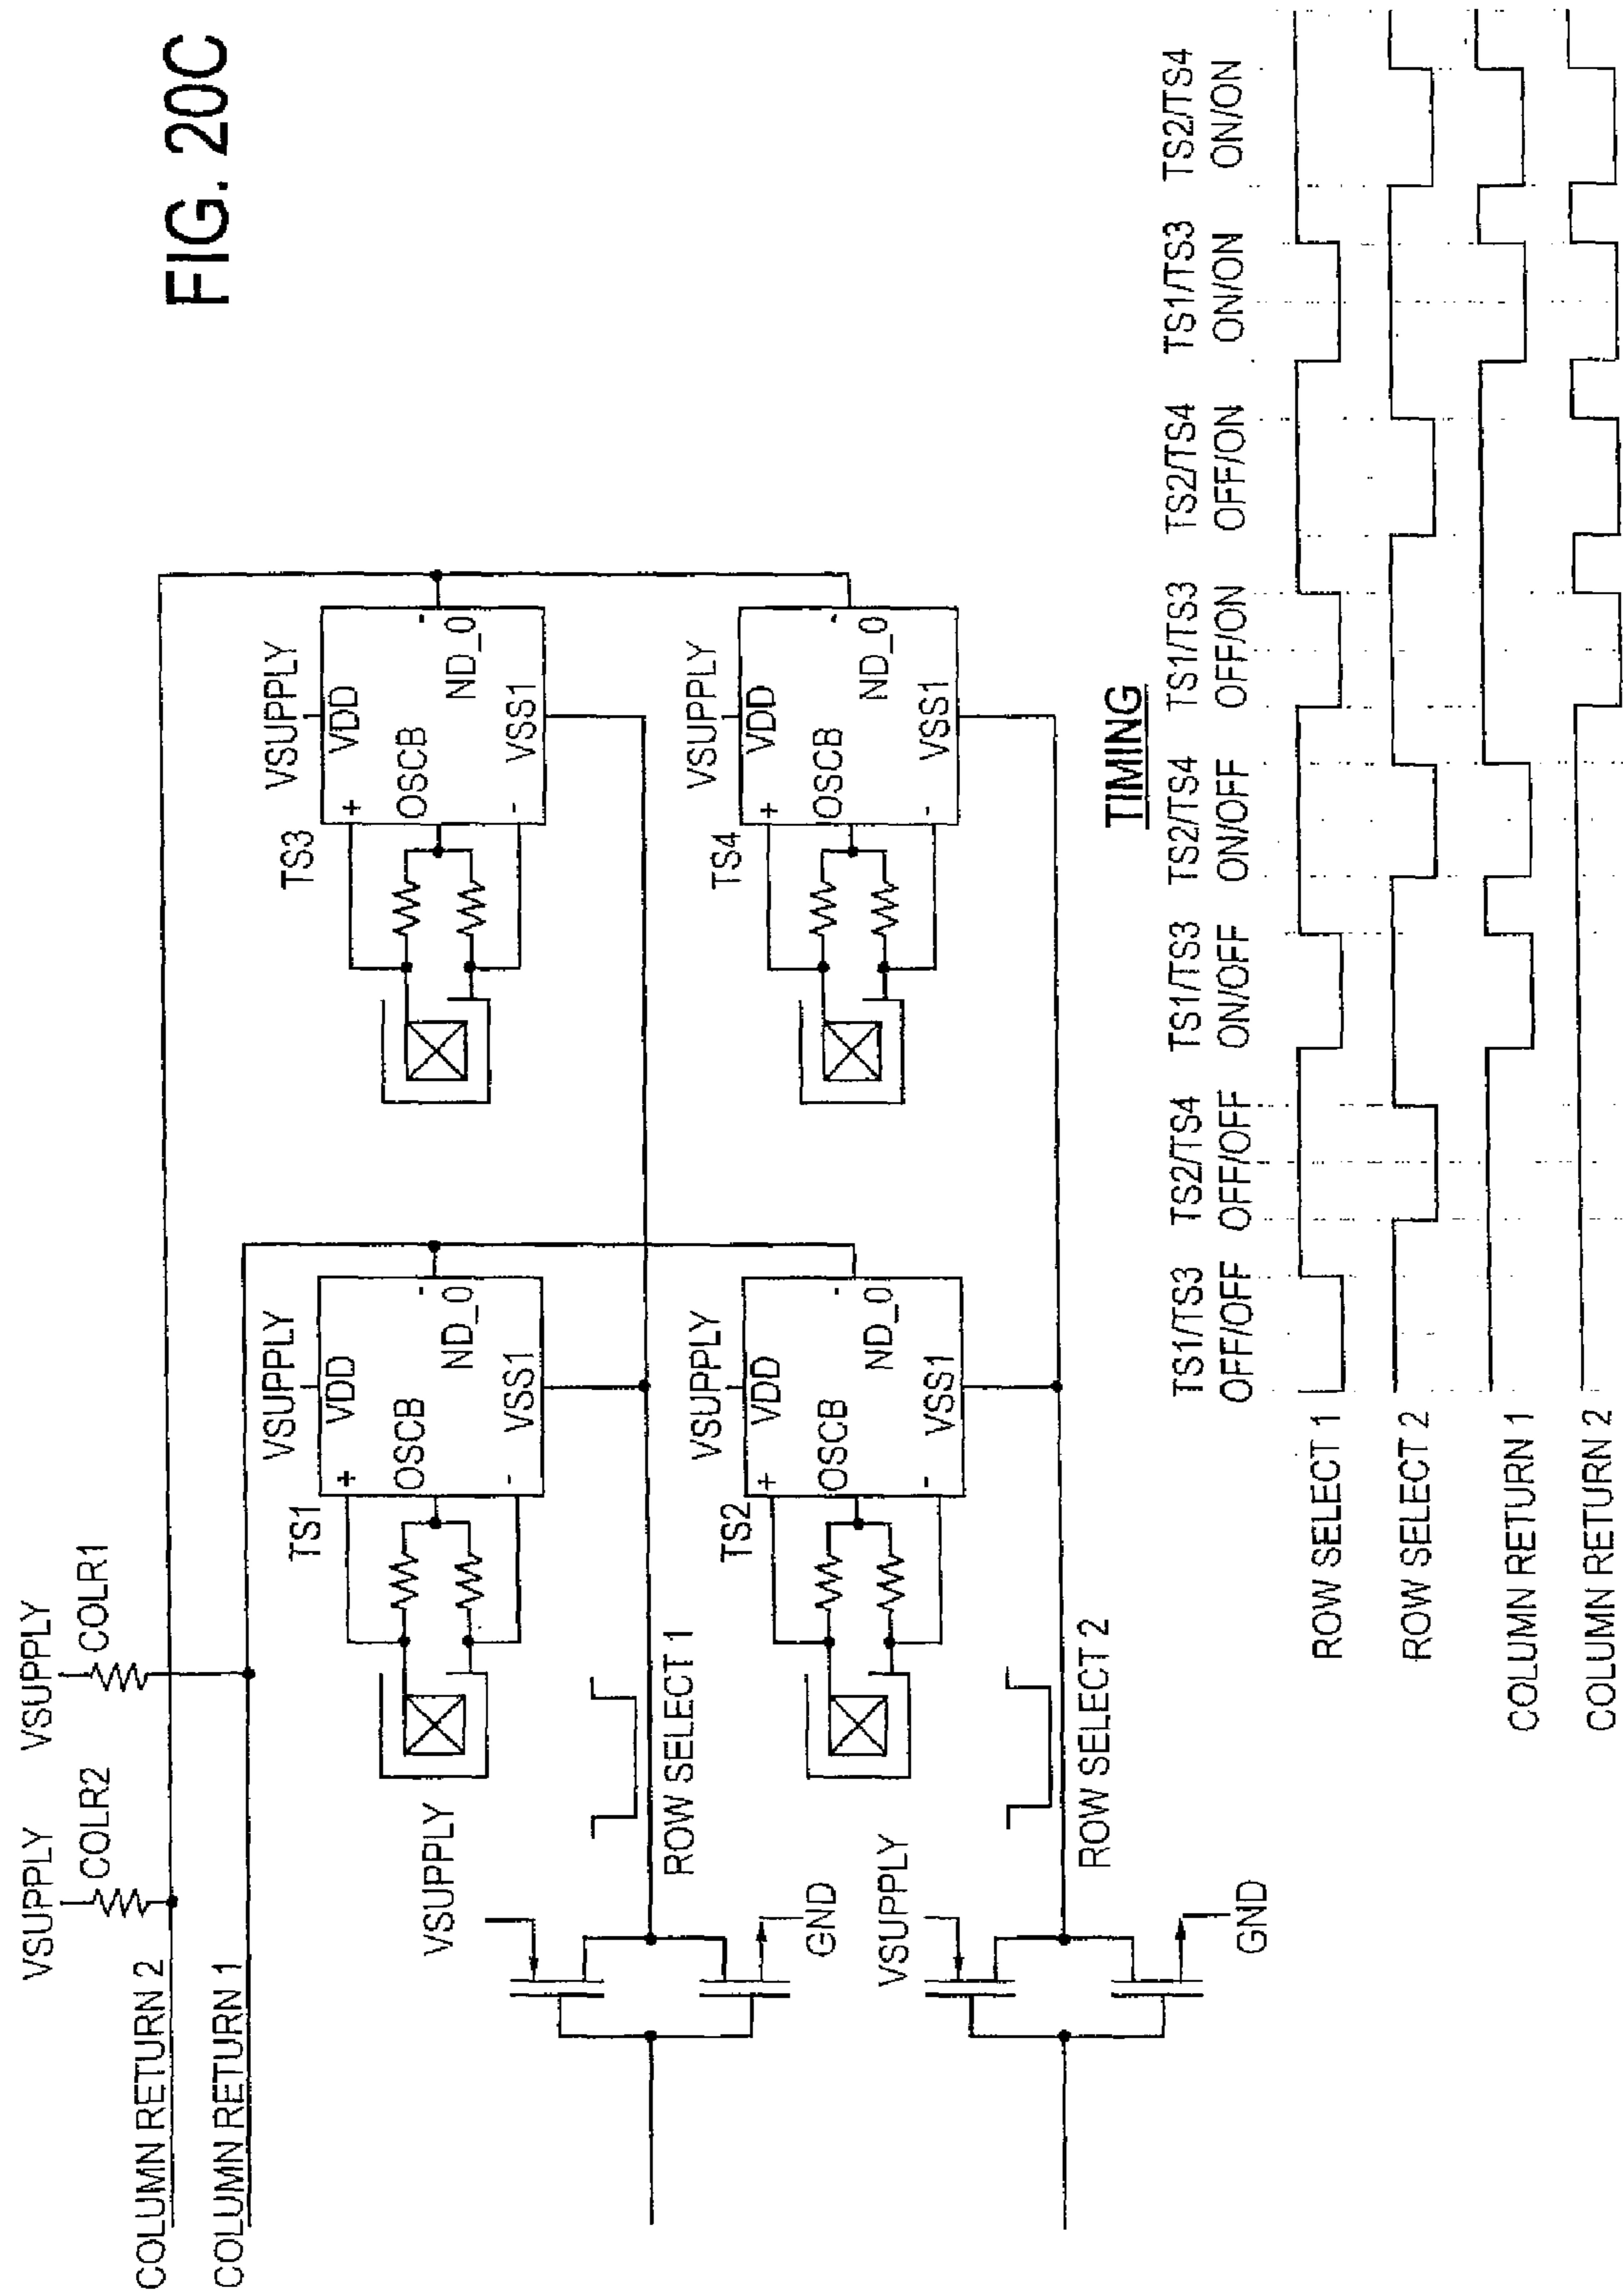 FIG. 20C
VSUPPLY
COLR2
VSUPPLY
COLR1
COLUMN RETURN 2
COLUMN RETURN 1
TS1
VSUPPLY
VDD
+
OSCB
-
ND_0
VSS1
-
TS3
VSUPPLY
VDD
+
OSCB
-
ND_0
VSS1
-
VSUPPLY
GND
ROW SELECT 1
TS2
VSUPPLY
VDD
+
OSCB
-
ND_0
VSS1
-
TS4
VSUPPLY
VDD
+
OSCB
-
ND_0
VSS1
-
VSUPPLY
GND
ROW SELECT 2
TIMING
TS1/TS3 TS2/TS4 TS1/TS3 TS2/TS4 TS1/TS3 TS2/TS4 TS1/TS3 TS2/TS4
OFF/OFF OFF/OFF ON/OFF ON/OFF OFF/ON OFF/ON ON/ON ON/ON
ROW SELECT 1
ROW SELECT 2
COLUMN RETURN 1
COLUMN RETURN 2